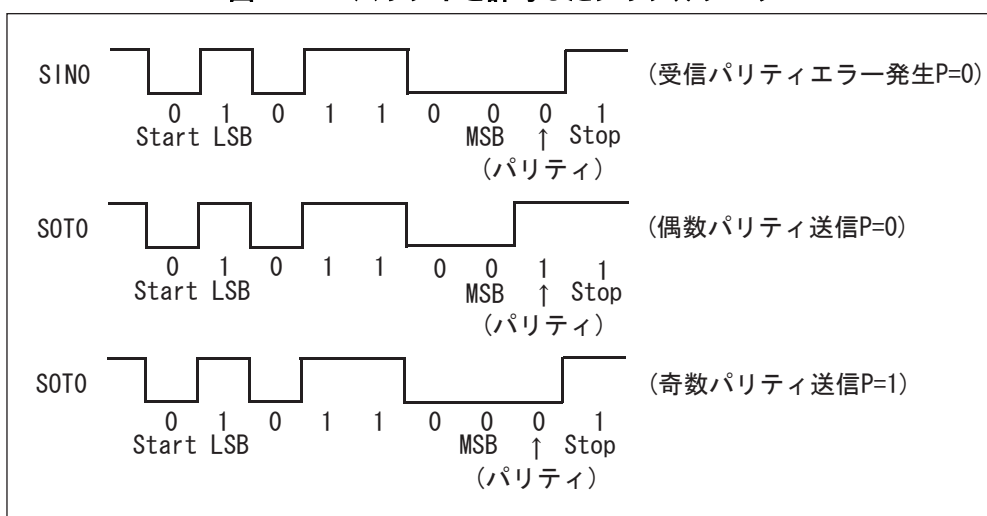 SIN0 (受信パリティエラー発生P=0)
0 1 0 1 1 0 0 0 1
Start LSB MSB ↑ Stop
(パリティ)
SOT0 (偶数パリティ送信P=0)
0 1 0 1 1 0 0 1 1
Start LSB MSB ↑ Stop
(パリティ)
SOT0 (奇数パリティ送信P=1)
0 1 0 1 1 0 0 0 1
Start LSB MSB ↑ Stop
(パリティ)